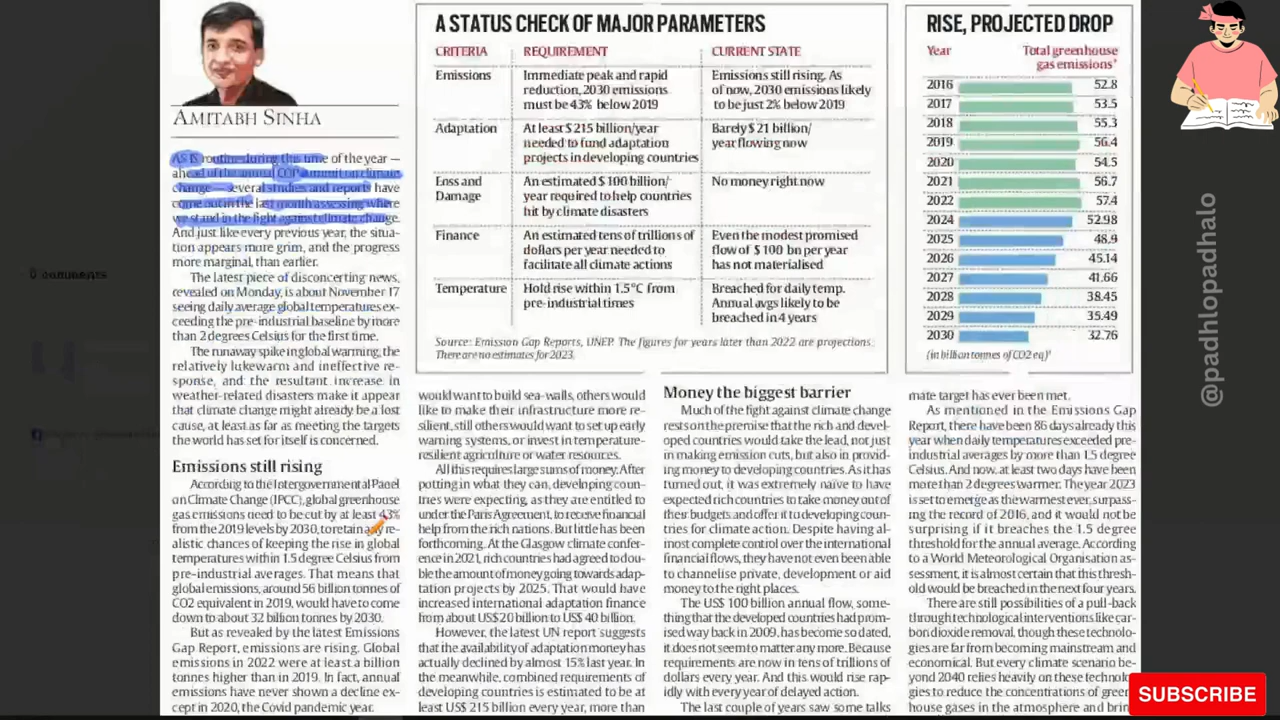 AMITABH SINHA
As is routine during this time of the year —
ahead of the annual COP summit on climate
change — several studies and reports have
come out in the last month assessing where
we stand in the fight against climate change.
And just like every previous year, the situa-
tion appears more grim, and the progress
more marginal, than earlier.
The latest piece of disconcerting news,
revealed on Monday, is about November 17
seeing daily average global temperatures ex-
ceeding the pre-industrial baseline by more
than 2 degrees Celsius for the first time.
The runaway spike in global warming, the
relatively lukewarm and ineffective re-
sponse, and the resultant increase in
weather-related disasters make it appear
that climate change might already be a lost
cause, at least as far as meeting the targets
the world has set for itself is concerned.
Emissions still rising
According to the Intergovernmental Panel
on Climate Change (IPCC), global greenhouse
gas emissions need to be cut by at least 43%
from the 2019 levels by 2030, to retain any re-
alistic chances of keeping the rise in global
temperatures within 1.5 degree Celsius from
pre-industrial averages. That means that
global emissions, around 56 billion tonnes of
CO2 equivalent in 2019, would have to come
down to about 32 billion tonnes by 2030.
But as revealed by the latest Emissions
Gap Report, emissions are rising. Global
emissions in 2022 were at least a billion
tonnes higher than in 2019. In fact, annual
emissions have never shown a decline ex-
cept in 2020, the Covid pandemic year.
A STATUS CHECK OF MAJOR PARAMETERS
CRITERIA REQUIREMENT CURRENT STATE
Emissions Immediate peak and rapid Emissions still rising. As
reduction, 2030 emissions of now, 2030 emissions likely
must be 43% below 2019 to be just 2% below 2019
Adaptation At least $ 215 billion/year Barely $ 21 billion/
needed to fund adaptation year flowing now
projects in developing countries
Loss and An estimated $ 100 billion/ No money right now
Damage year required to help countries
hit by climate disasters
Finance An estimated tens of trillions of Even the modest promised
dollars per year needed to flow of $ 100 bn per year
facilitate all climate actions has not materialised
Temperature Hold rise within 1.5°C from Breached for daily temp.
pre-industrial times Annual avgs likely to be
breached in 4 years
Source: Emission Gap Reports, UNEP. The figures for years later than 2022 are projections.
There are no estimates for 2023.
RISE, PROJECTED DROP
Year Total greenhouse
gas emissions*
2016 52.8
2017 53.5
2018 55.3
2019 56.4
2020 54.5
2021 56.7
2022 57.4
2024 52.98
2025 48.9
2026 45.14
2027 41.66
2028 38.45
2029 35.49
2030 32.76
(in billion tonnes of CO2 eq)*
would want to build sea-walls, others would
like to make their infrastructure more re-
silient, still others would want to set up early
warning systems, or invest in temperature-
resilient agriculture or water resources.
All this requires large sums of money. After
putting in what they can, developing coun-
tries were expecting, as they are entitled to
under the Paris Agreement, to receive financial
help from the rich nations. But little has been
forthcoming. At the Glasgow climate confer-
ence in 2021, rich countries had agreed to dou-
ble the amount of money going towards adap-
tation projects by 2025. That would have
increased international adaptation finance
from about US$ 20 billion to US$ 40 billion.
However, the latest UN report suggests
that the availability of adaptation money has
actually declined by almost 15% last year. In
the meanwhile, combined requirements of
developing countries is estimated to be at
least US$ 215 billion every year, more than
Money the biggest barrier
Much of the fight against climate change
rests on the premise that the rich and devel-
oped countries would take the lead, not just
in making emission cuts, but also in provid-
ing money to developing countries. As it has
turned out, it was extremely naive to have
expected rich countries to take money out of
their budgets and offer it to developing coun-
tries for climate action. Despite having al-
most complete control over the international
financial flows, they have not even been able
to channelise private, development or aid
money to the right places.
The US$ 100 billion annual flow, some-
thing that the developed countries had prom-
ised way back in 2009, has become so dated,
it does not seem to matter any more. Because
requirements are now in tens of trillions of
dollars every year. And this would rise rap-
idly with every year of delayed action.
The last couple of years saw some talks
mate target has ever been met.
As mentioned in the Emissions Gap
Report, there have been 86 days already this
year when daily temperatures exceeded pre-
industrial averages by more than 1.5 degree
Celsius. And now, at least two days have been
more than 2 degrees warmer. The year 2023
is set to emerge as the warmest ever, surpass-
ing the record of 2016, and it would not be
surprising if it breaches the 1.5 degree
threshold for the annual average. According
to a World Meteorological Organisation as-
sessment, it is almost certain that this thresh-
old would be breached in the next four years.
There are still possibilities of a pull-back
through technological interventions like car-
bon dioxide removal, though these technolo-
gies are far from becoming mainstream and
economical. But every climate scenario be-
yond 2040 relies heavily on these technolo-
gies to reduce the concentrations of green
house gases in the atmosphere and brin
0 comments
@padhlopadhalo
SUBSCRIBE